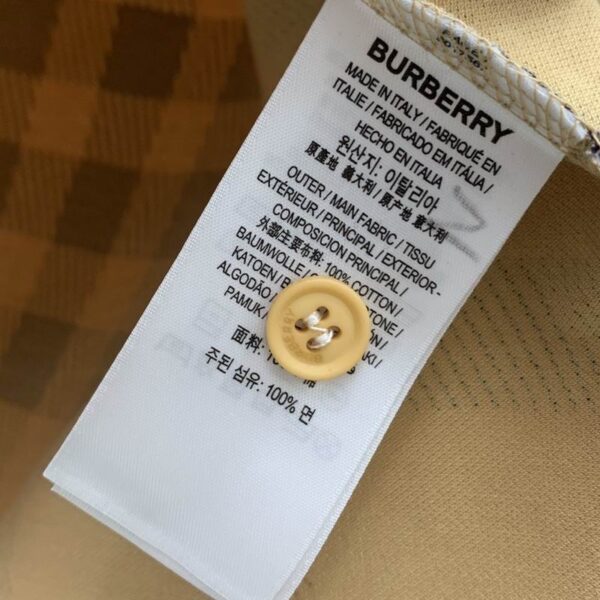 BURBERRY
MADE IN ITALY / FABRIQUÉ EN
ITALIE / FABRICADO EM ITÁLIA /
HECHO EN ITALIA
원산지: 이탈리아
原產地 義大利 / 原产地 意大利
OUTER / MAIN FABRIC / TISSU
EXTÉRIEUR / PRINCIPAL / EXTERIOR-
COMPOSICION PRINCIPAL /
外部主要布料: 100% COTTON /
BAUMWOLLE /
KATOEN /
ALGODÃO
PAMUK
面料:
주된 섬유: 100% 면
BURBERRY